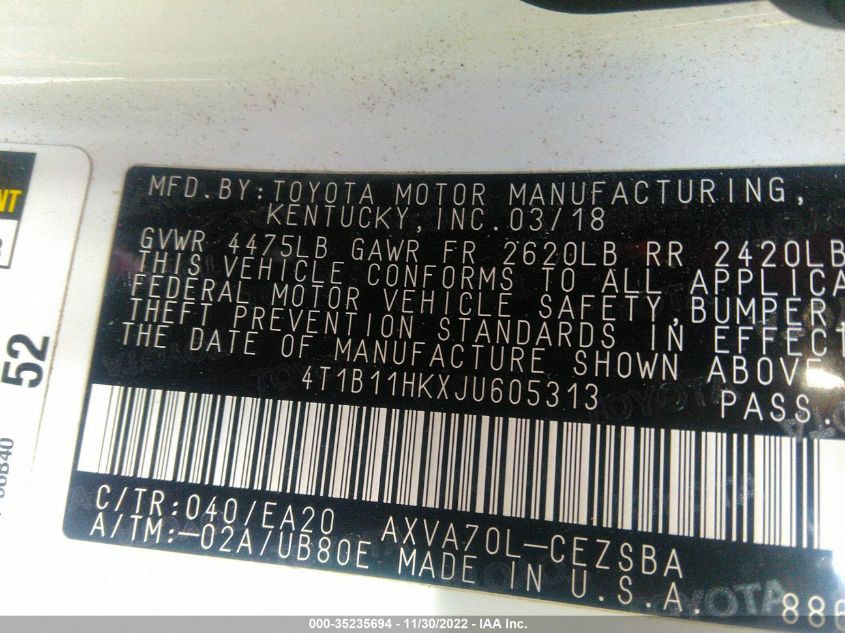 MFD.BY:TOYOTA MOTOR MANUFACTURING,
KENTUCKY, INC. 03/18
GVWR 4475LB GAWR FR 2620LB RR 2420LB
THIS VEHICLE CONFORMS TO ALL APPLICA
FEDERAL MOTOR VEHICLE SAFETY, BUMPER
THEFT PREVENTION STANDARDS IN EFFECT
THE DATE OF MANUFACTURE SHOWN ABOVE
4T1B11HKXJU605313 PASS.
C/TR:040/EA20 AXVA70L-CEZSBA
A/TM:-02A/UB80E MADE IN U.S.A. 886
52
TOYOTA
000-35235694 - 11/30/2022 - IAA Inc.